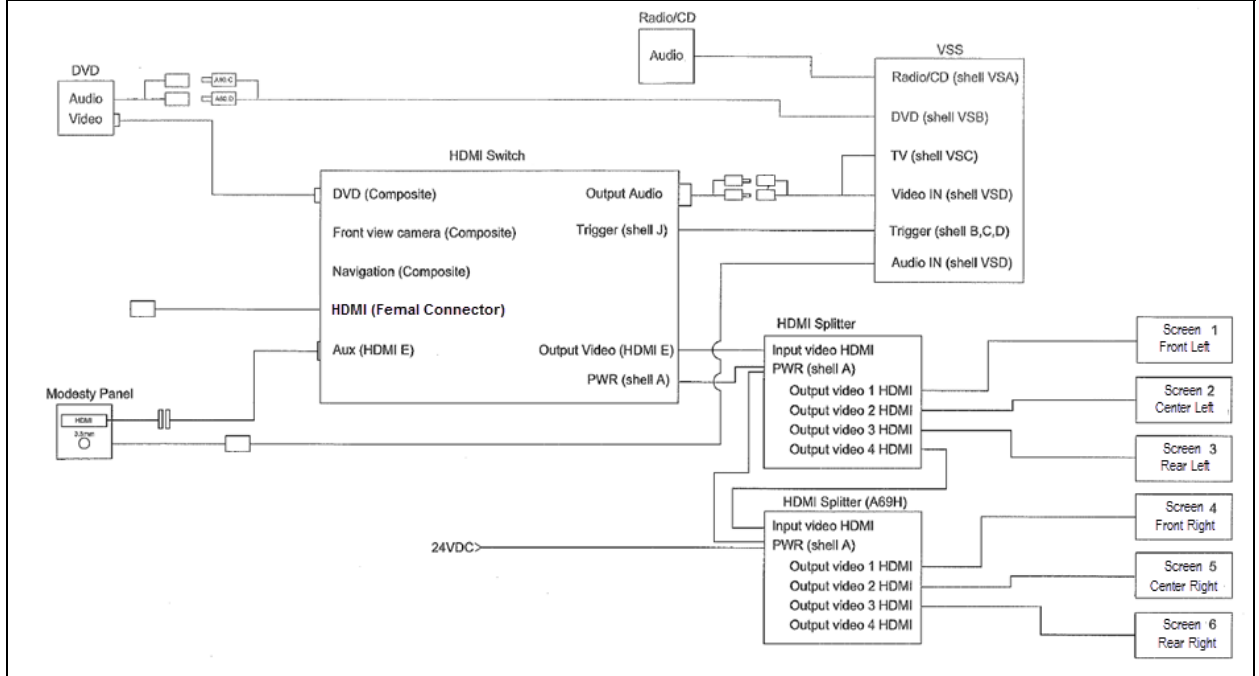 Radio/CD
Audio
VSS
Radio/CD (shell VSA)
DVD (shell VSB)
TV (shell VSC)
Video IN (shell VSD)
Trigger (shell B,C,D)
Audio IN (shell VSD)
DVD
Audio
Video
A60:C
A60:D
HDMI Switch
DVD (Composite)
Output Audio
Front view camera (Composite)
Trigger (shell J)
Navigation (Composite)
HDMI (Femal Connector)
Aux (HDMI E)
Output Video (HDMI E)
PWR (shell A)
Modesty Panel
HDMI
3.5mm
HDMI Splitter
Input video HDMI
PWR (shell A)
Output video 1 HDMI
Output video 2 HDMI
Output video 3 HDMI
Output video 4 HDMI
Screen 1
Front Left
Screen 2
Center Left
Screen 3
Rear Left
HDMI Splitter (A69H)
Input video HDMI
PWR (shell A)
Output video 1 HDMI
Output video 2 HDMI
Output video 3 HDMI
Output video 4 HDMI
24VDC>
Screen 4
Front Right
Screen 5
Center Right
Screen 6
Rear Right